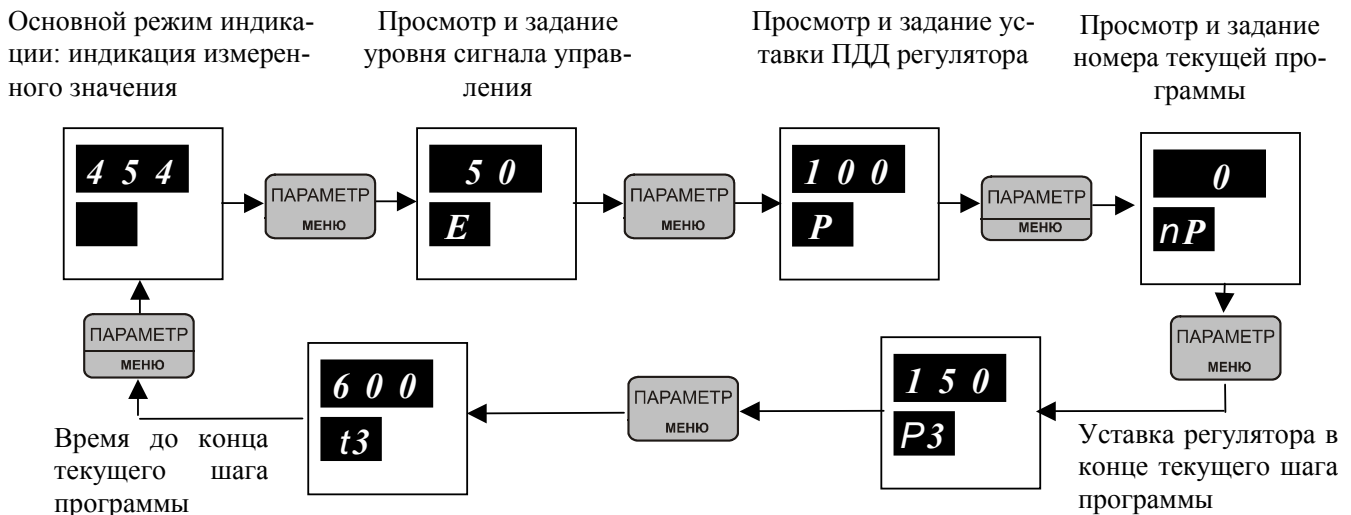 Основной режим индика-
ции: индикация измерен-
ного значения
Просмотр и задание
уровня сигнала управ-
ления
Просмотр и задание ус-
тавки ПДД регулятора
Просмотр и задание
номера текущей про-
граммы
4 5 4
ПАРАМЕТР
МЕНЮ
5 0
E
ПАРАМЕТР
МЕНЮ
1 0 0
P
ПАРАМЕТР
МЕНЮ
0
nP
ПАРАМЕТР
МЕНЮ
6 0 0
t3
ПАРАМЕТР
МЕНЮ
1 5 0
P3
ПАРАМЕТР
МЕНЮ
Время до конца
текущего шага
программы
Уставка регулятора в
конце текущего шага
программы